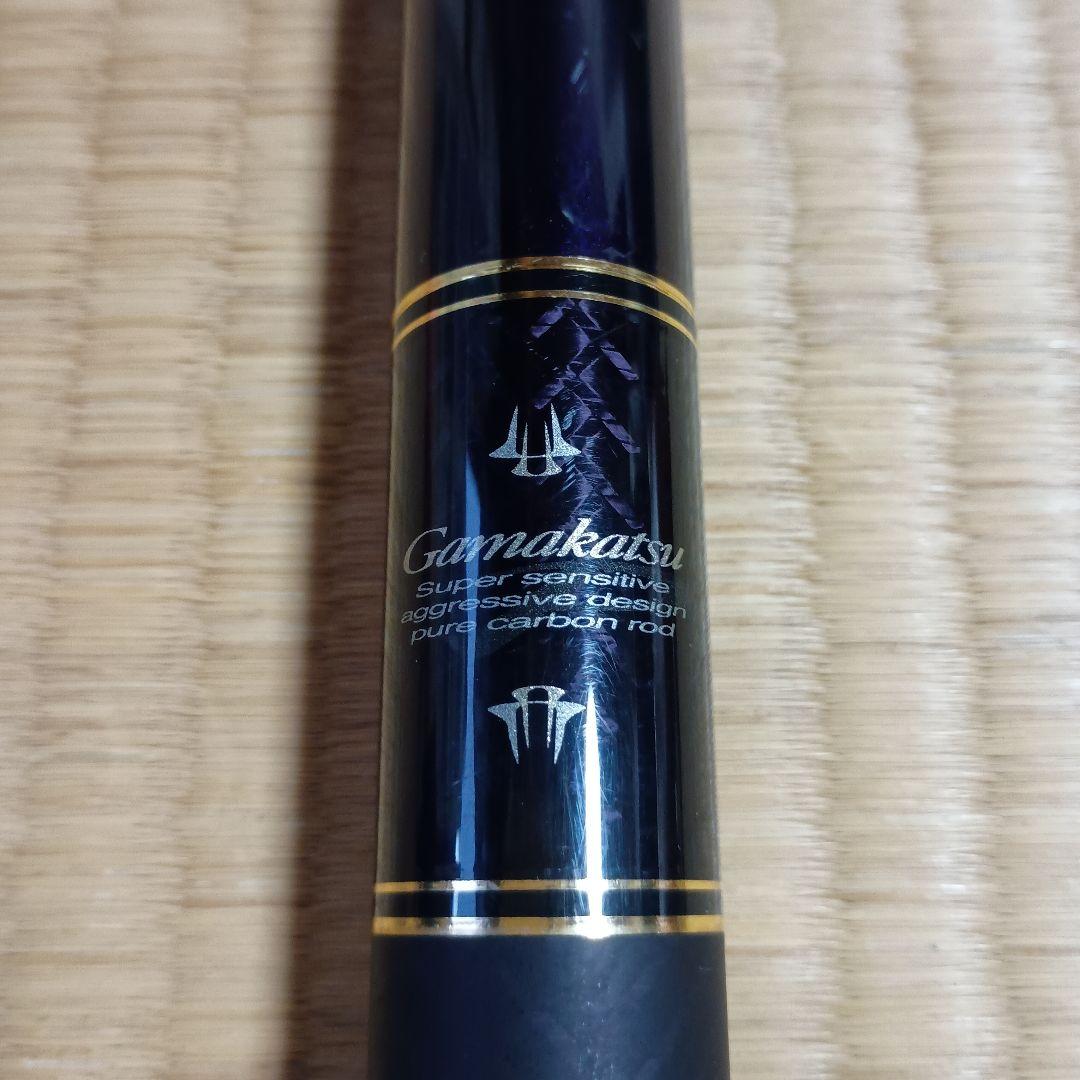 Gamakatsu
Super sensitive
aggressive design
pure carbon rod